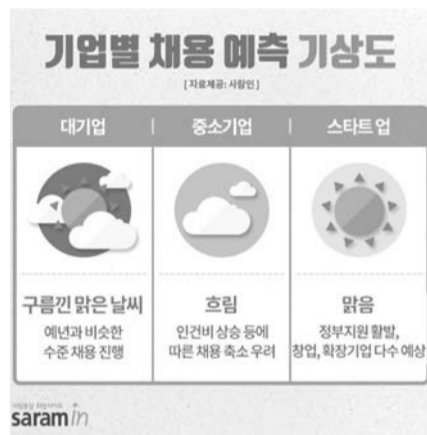 기업별 채용 예측 기상도
[자료제공: 사람인]
대기업 | 중소기업 | 스타트 업
구름낀 맑은 날씨
예년과 비슷한
수준 채용 진행
흐림
인건비 상승 등에
따른 채용 축소 우려
맑음
정부지원 활발,
창업, 확장기업 다수 예상
saramin